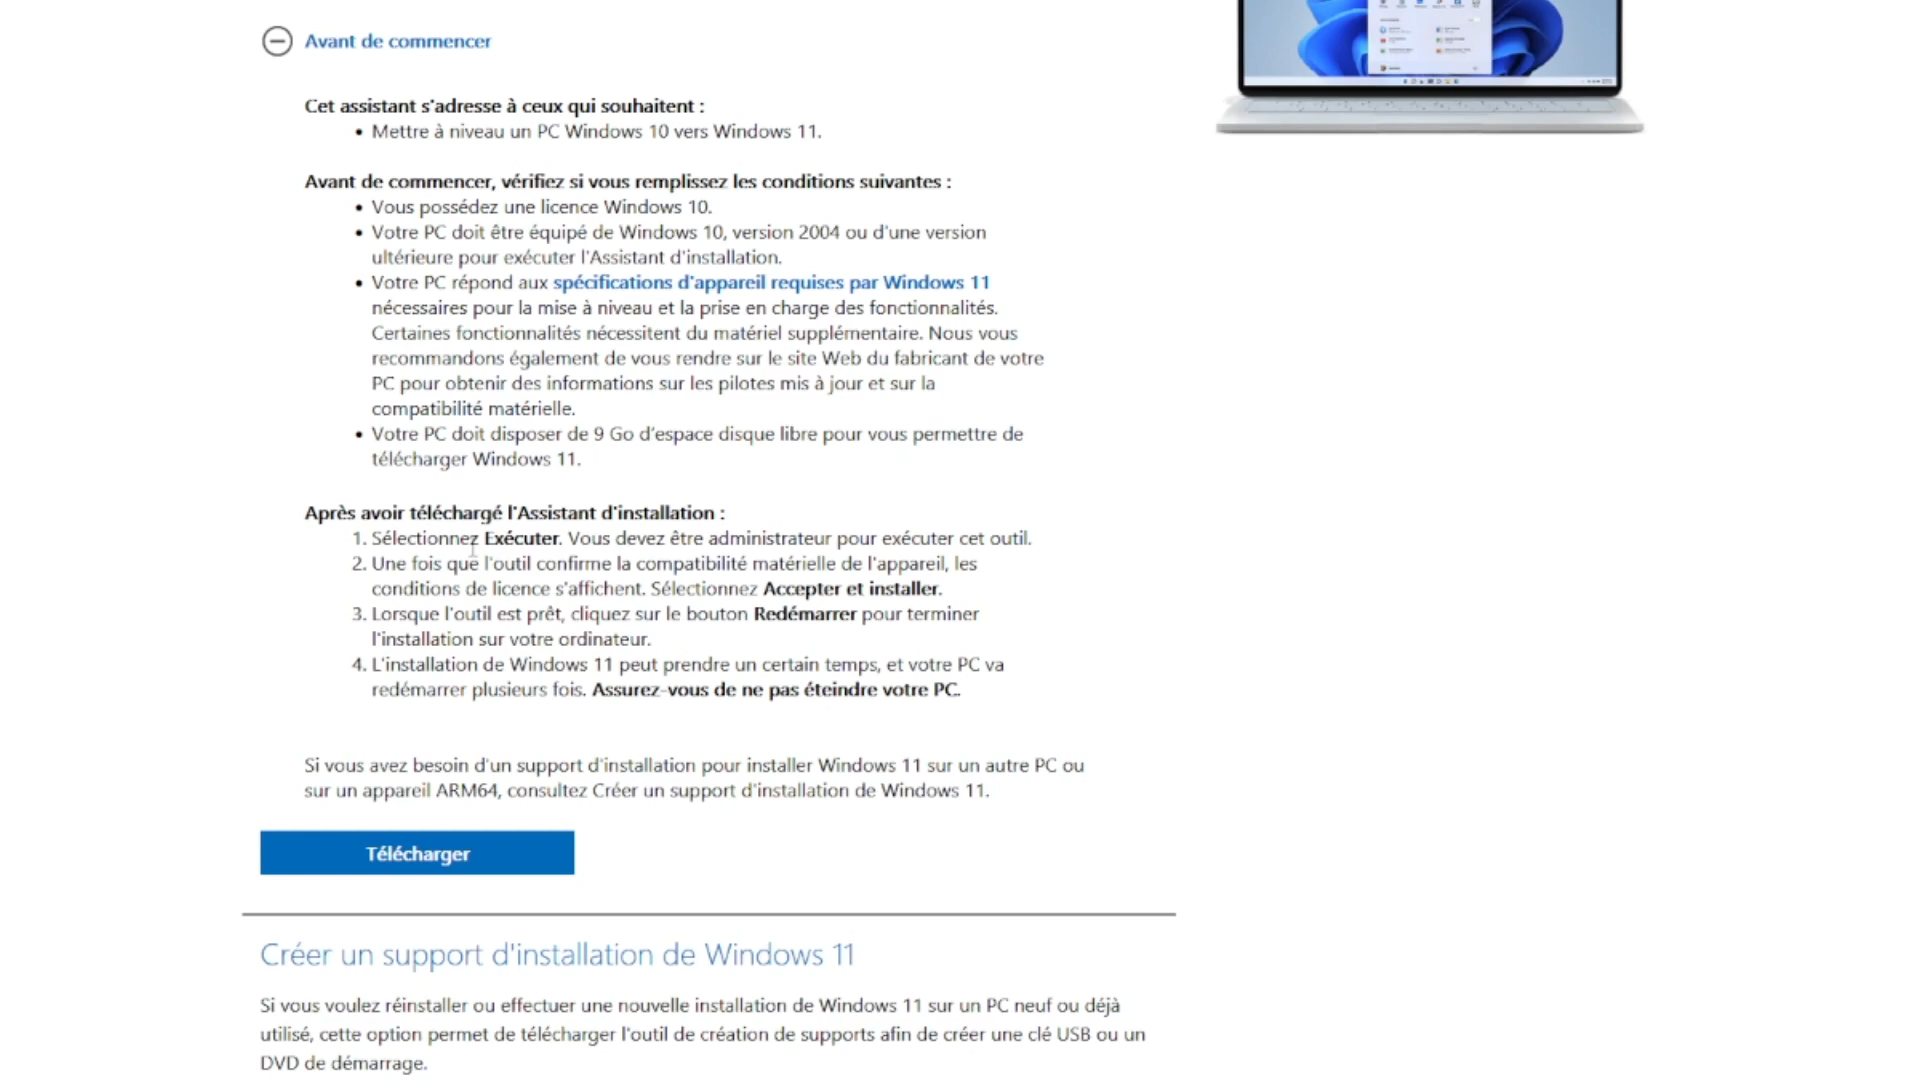 Avant de commencer
Cet assistant s'adresse à ceux qui souhaitent :
• Mettre à niveau un PC Windows 10 vers Windows 11.
Avant de commencer, vérifiez si vous remplissez les conditions suivantes :
• Vous possédez une licence Windows 10.
• Votre PC doit être équipé de Windows 10, version 2004 ou d'une version
ultérieure pour exécuter l'Assistant d'installation.
• Votre PC répond aux spécifications d'appareil requises par Windows 11
nécessaires pour la mise à niveau et la prise en charge des fonctionnalités.
Certaines fonctionnalités nécessitent du matériel supplémentaire. Nous vous
recommandons également de vous rendre sur le site Web du fabricant de votre
PC pour obtenir des informations sur les pilotes mis à jour et sur la
compatibilité matérielle.
• Votre PC doit disposer de 9 Go d'espace disque libre pour vous permettre de
télécharger Windows 11.
Après avoir téléchargé l'Assistant d'installation :
1. Sélectionnez Exécuter. Vous devez être administrateur pour exécuter cet outil.
2. Une fois que l'outil confirme la compatibilité matérielle de l'appareil, les
conditions de licence s'affichent. Sélectionnez Accepter et installer.
3. Lorsque l'outil est prêt, cliquez sur le bouton Redémarrer pour terminer
l'installation sur votre ordinateur.
4. L'installation de Windows 11 peut prendre un certain temps, et votre PC va
redémarrer plusieurs fois. Assurez-vous de ne pas éteindre votre PC.
Si vous avez besoin d'un support d'installation pour installer Windows 11 sur un autre PC ou
sur un appareil ARM64, consultez Créer un support d'installation de Windows 11.
Télécharger
Créer un support d'installation de Windows 11
Si vous voulez réinstaller ou effectuer une nouvelle installation de Windows 11 sur un PC neuf ou déjà
utilisé, cette option permet de télécharger l'outil de création de supports afin de créer une clé USB ou un
DVD de démarrage.